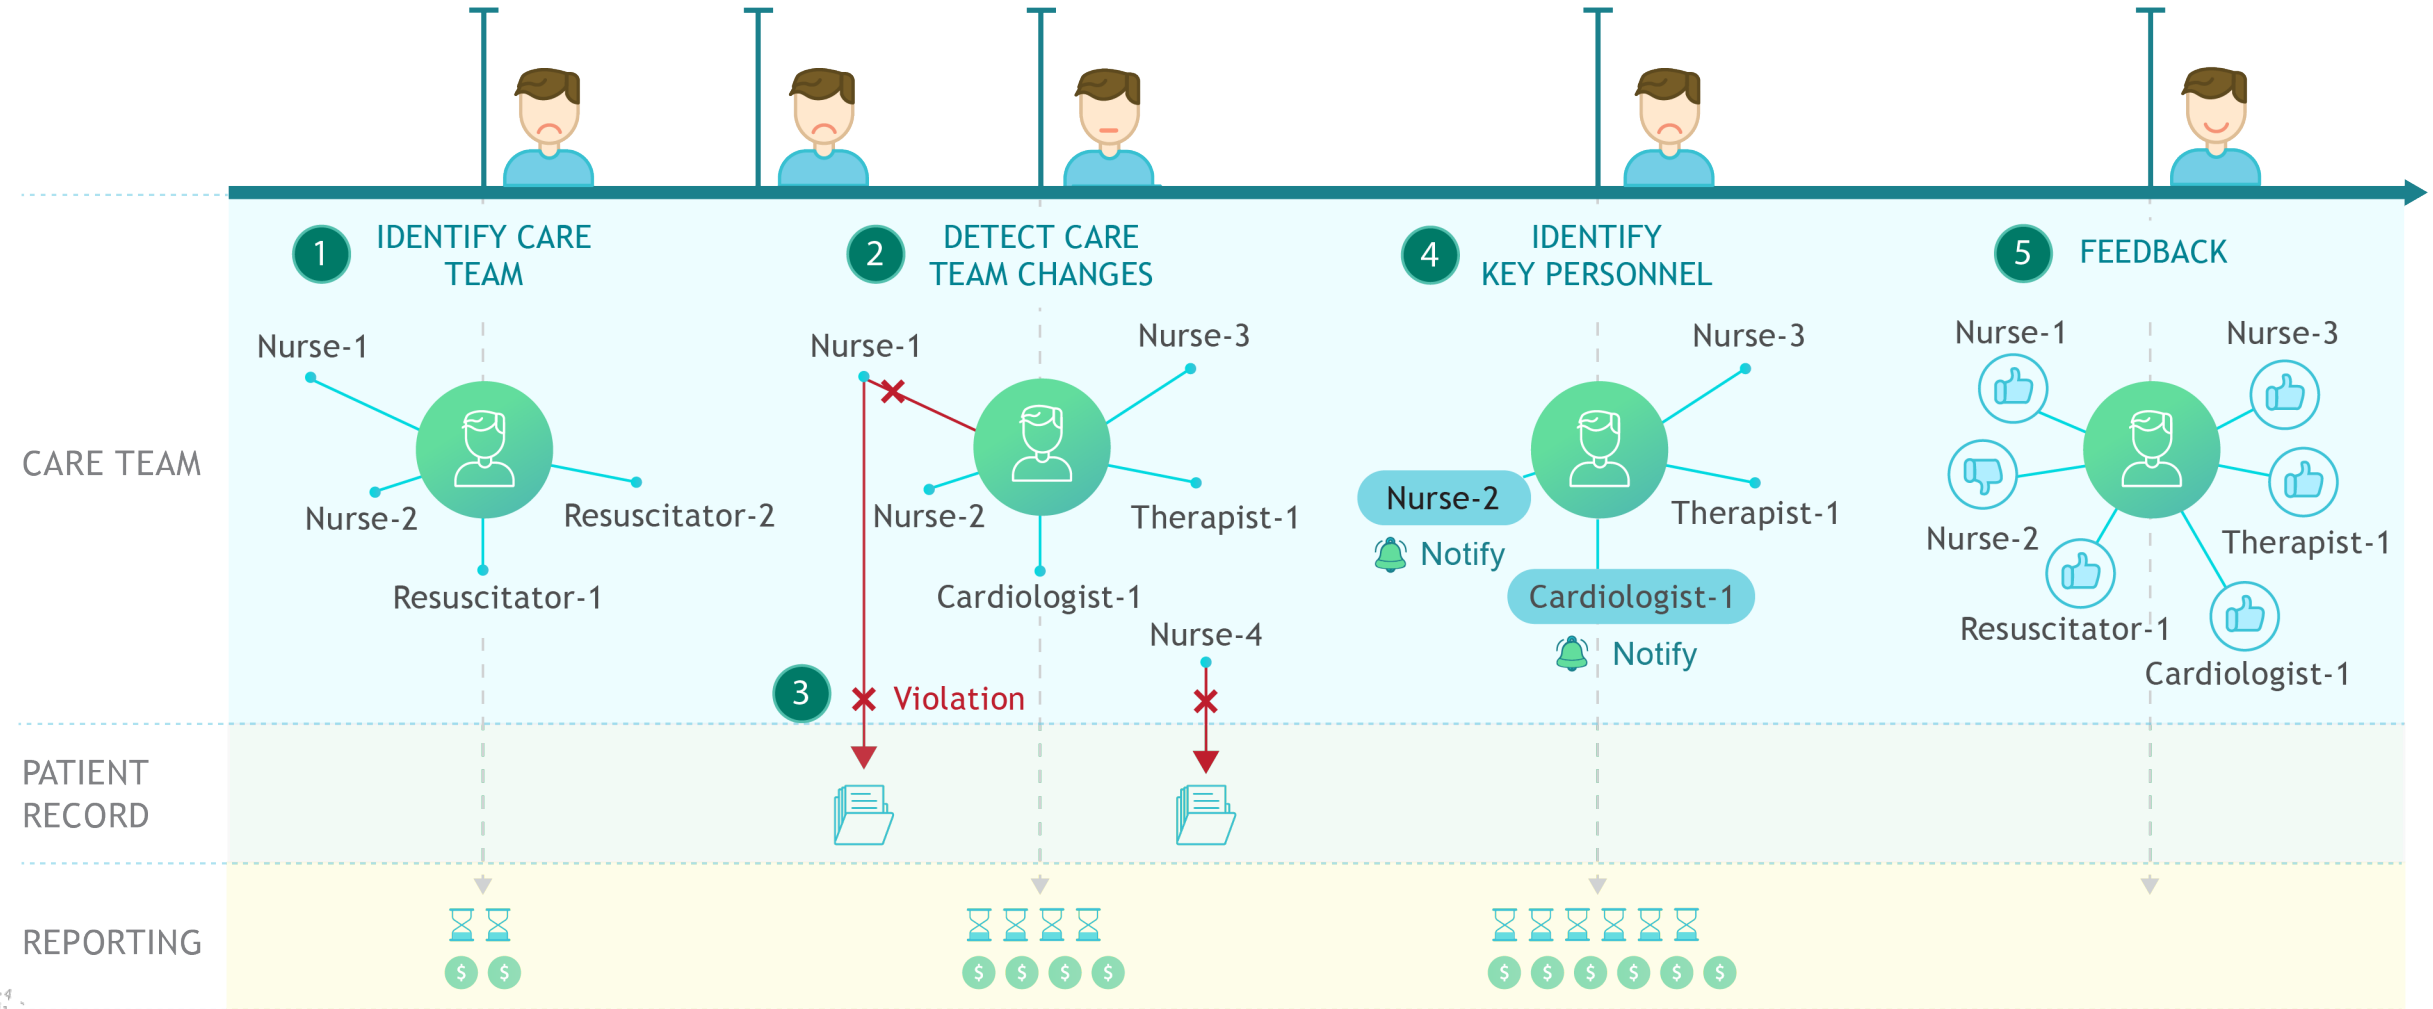 1
IDENTIFY CARE
TEAM
2
DETECT CARE
TEAM CHANGES
4
IDENTIFY
KEY PERSONNEL
5
FEEDBACK
CARE TEAM
Nurse-1
Nurse-2
Resuscitator-2
Resuscitator-1
Nurse-1
Nurse-3
Nurse-2
Therapist-1
Cardiologist-1
Nurse-4
3
Violation
Nurse-3
Nurse-2
Notify
Therapist-1
Cardiologist-1
Notify
Nurse-1
Nurse-3
Nurse-2
Therapist-1
Resuscitator-1
Cardiologist-1
PATIENT
RECORD
REPORTING
$ $
$ $ $ $
$ $ $ $ $ $